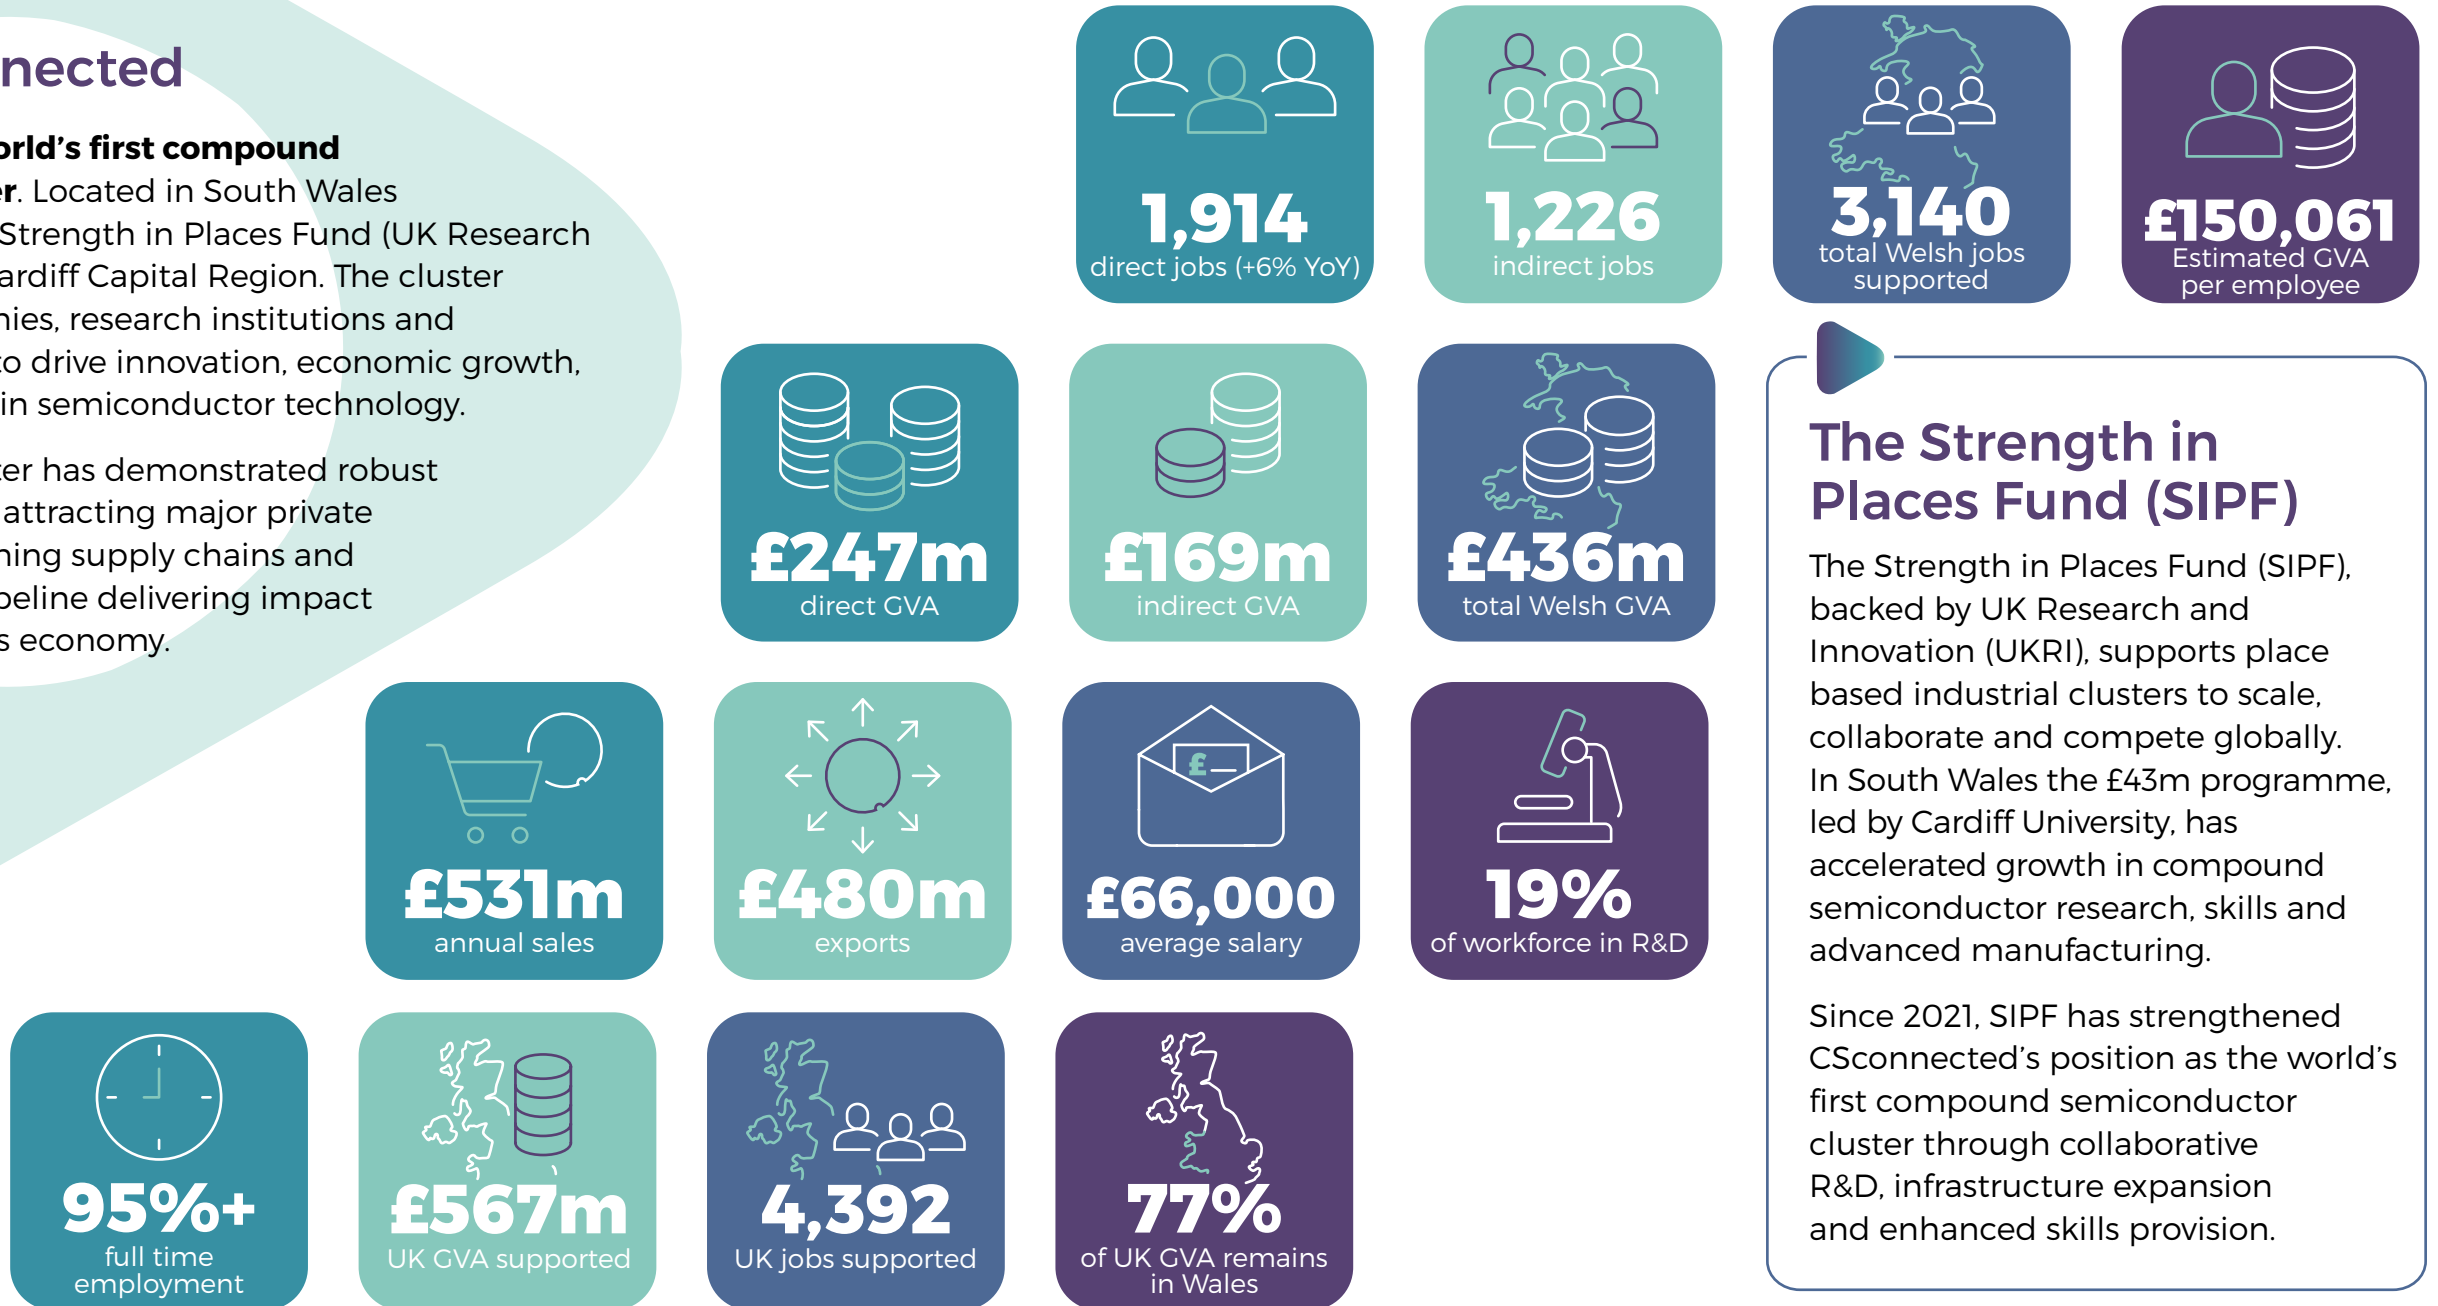 nected
orld's first compound
er. Located in South Wales
Strength in Places Fund (UK Research
ardiff Capital Region. The cluster
nies, research institutions and
to drive innovation, economic growth,
in semiconductor technology.
ter has demonstrated robust
attracting major private
ning supply chains and
peline delivering impact
s economy.
1,914
direct jobs (+6% YoY)
1,226
indirect jobs
3,140
total Welsh jobs
supported
£150,061
Estimated GVA
per employee
£247m
direct GVA
£169m
indirect GVA
£436m
total Welsh GVA
£531m
annual sales
£480m
exports
£
£66,000
average salary
19%
of workforce in R&D
95%+
full time
employment
£567m
UK GVA supported
4,392
UK jobs supported
77%
of UK GVA remains
in Wales
The Strength in
Places Fund (SIPF)
The Strength in Places Fund (SIPF),
backed by UK Research and
Innovation (UKRI), supports place
based industrial clusters to scale,
collaborate and compete globally.
In South Wales the £43m programme,
led by Cardiff University, has
accelerated growth in compound
semiconductor research, skills and
advanced manufacturing.
Since 2021, SIPF has strengthened
CSconnected's position as the world's
first compound semiconductor
cluster through collaborative
R&D, infrastructure expansion
and enhanced skills provision.